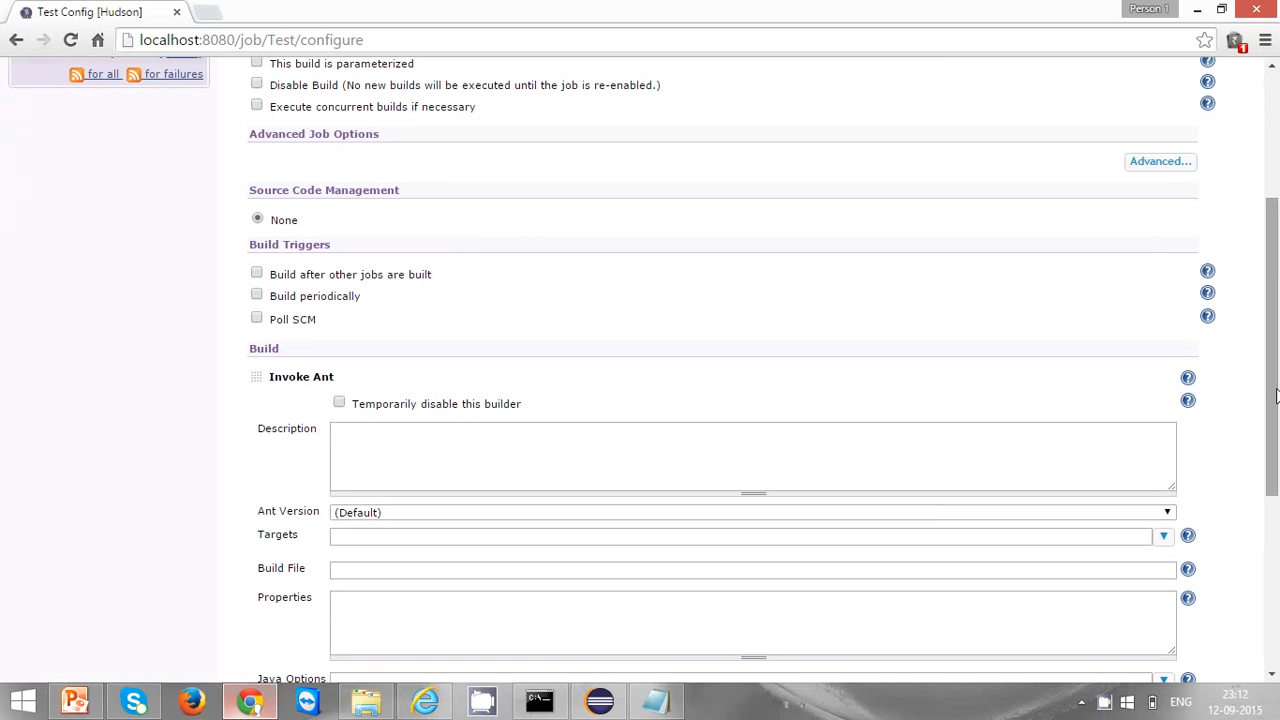 Test Config [Hudson]
Person 1
localhost:8080/job/Test/configure
1
for all for failures
This build is parameterized
Disable Build (No new builds will be executed until the job is re-enabled.)
Execute concurrent builds if necessary
Advanced Job Options
Advanced...
Source Code Management
None
Build Triggers
Build after other jobs are built
Build periodically
Poll SCM
Build
Invoke Ant
Temporarily disable this builder
Description
Ant Version (Default)
Targets
Build File
Properties
Java Options
ENG
23:12
12-09-2015